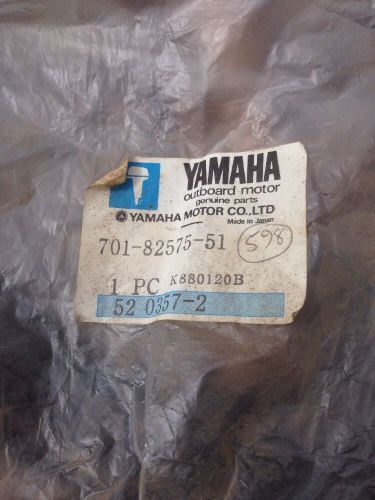 YAMAHA
outboard motor
genuine parts
YAMAHA MOTOR CO.,LTD
Made in Japan
701-82575-51 598
1 PC K880120B
52 0357-2